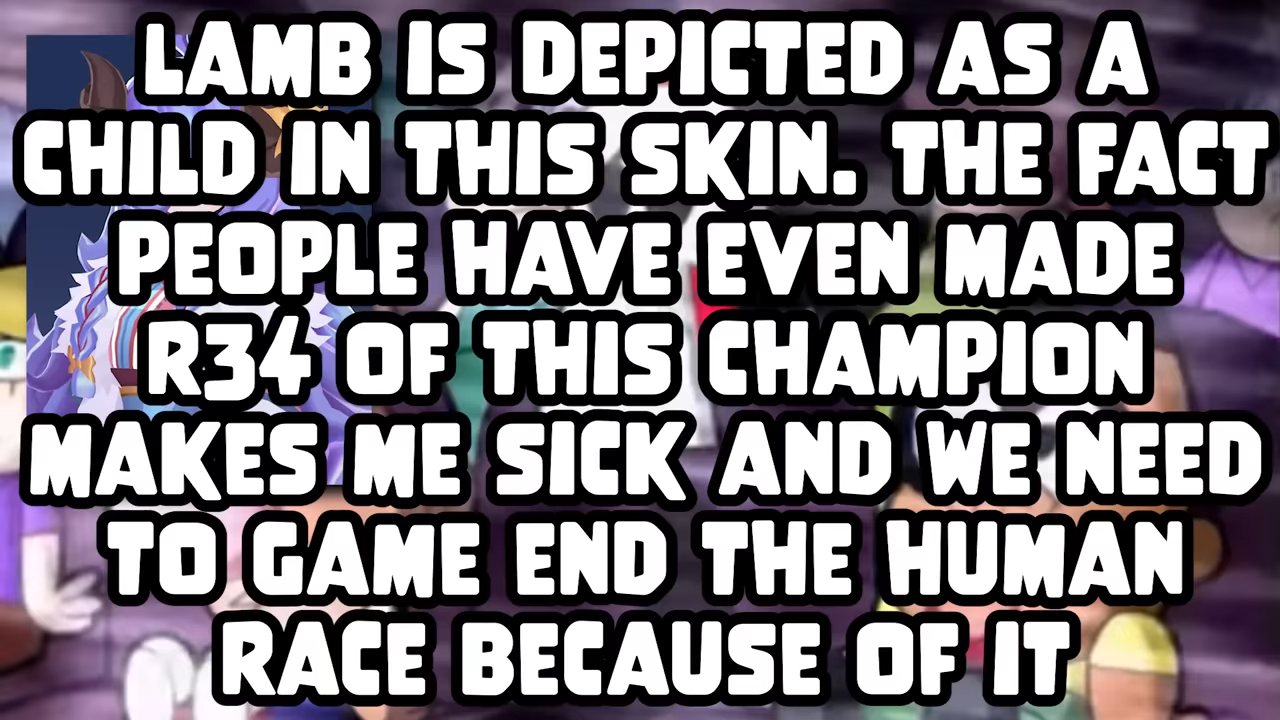 LAMB IS DEPICTED AS A
CHILD IN THIS SKIN. THE FACT
PEOPLE HAVE EVEN MADE
R34 OF THIS CHAMPION
MAKES ME SICK AND WE NEED
TO GAME END THE HUMAN
RACE BECAUSE OF IT